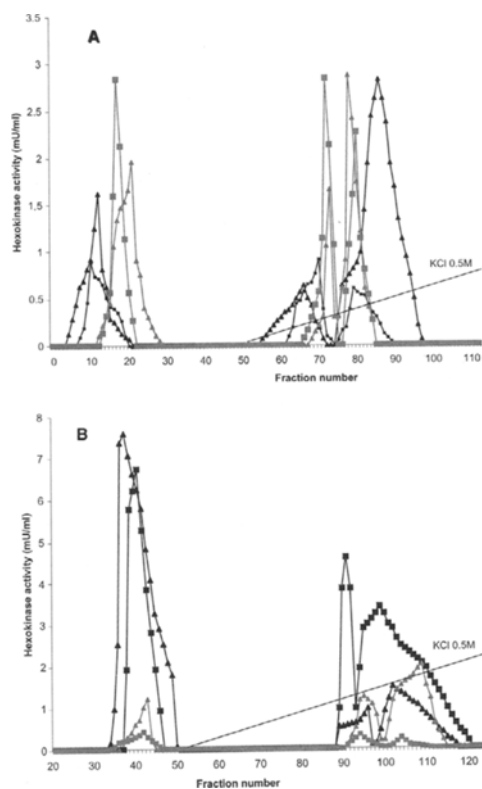 A
Hexokinase activity (mU/ml)
3.5
3
2.5
2
1.5
1
0.5
0
KCl 0.5M
0 10 20 30 40 50 60 70 80 90 100 110
Fraction number
B
Hexokinase activity (mU/ml)
8
7
6
5
4
3
2
1
0
KCl 0.5M
20 30 40 50 60 70 80 90 100 110 120
Fraction number